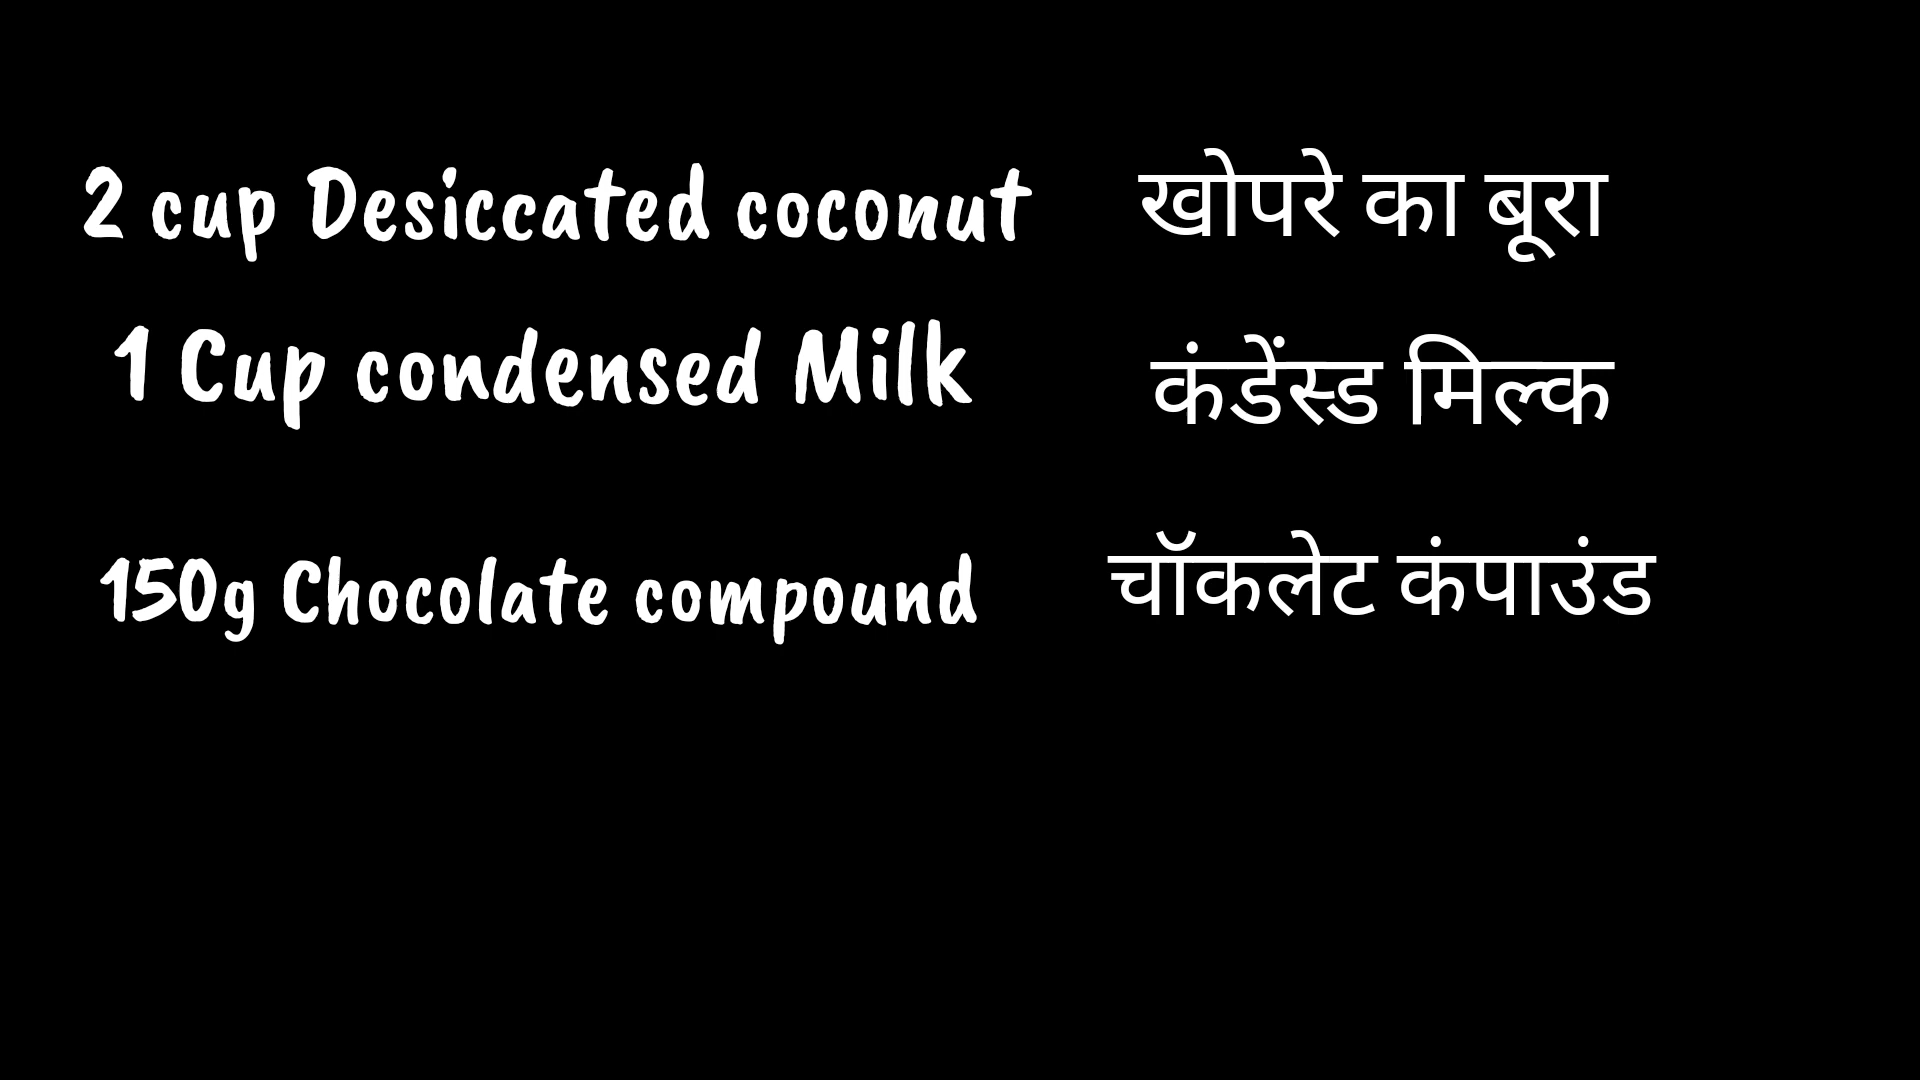 2 cup Desiccated coconut खोपरे का बूरा
1 Cup condensed Milk कंडेंस्ड मिल्क
150g Chocolate compound चॉकलेट कंपाउंड